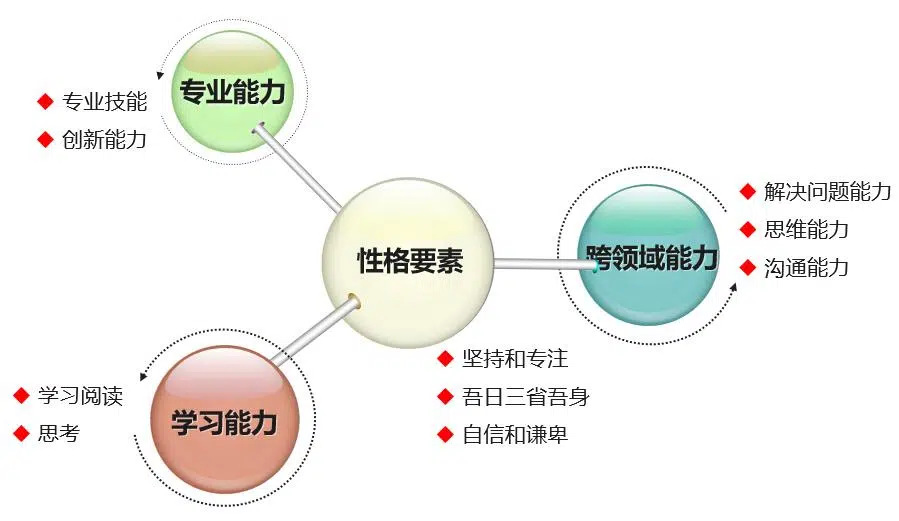 专业能力
专业技能
创新能力
性格要素
坚持和专注
吾日三省吾身
自信和谦卑
跨领域能力
解决问题能力
思维能力
沟通能力
学习能力
学习阅读
思考